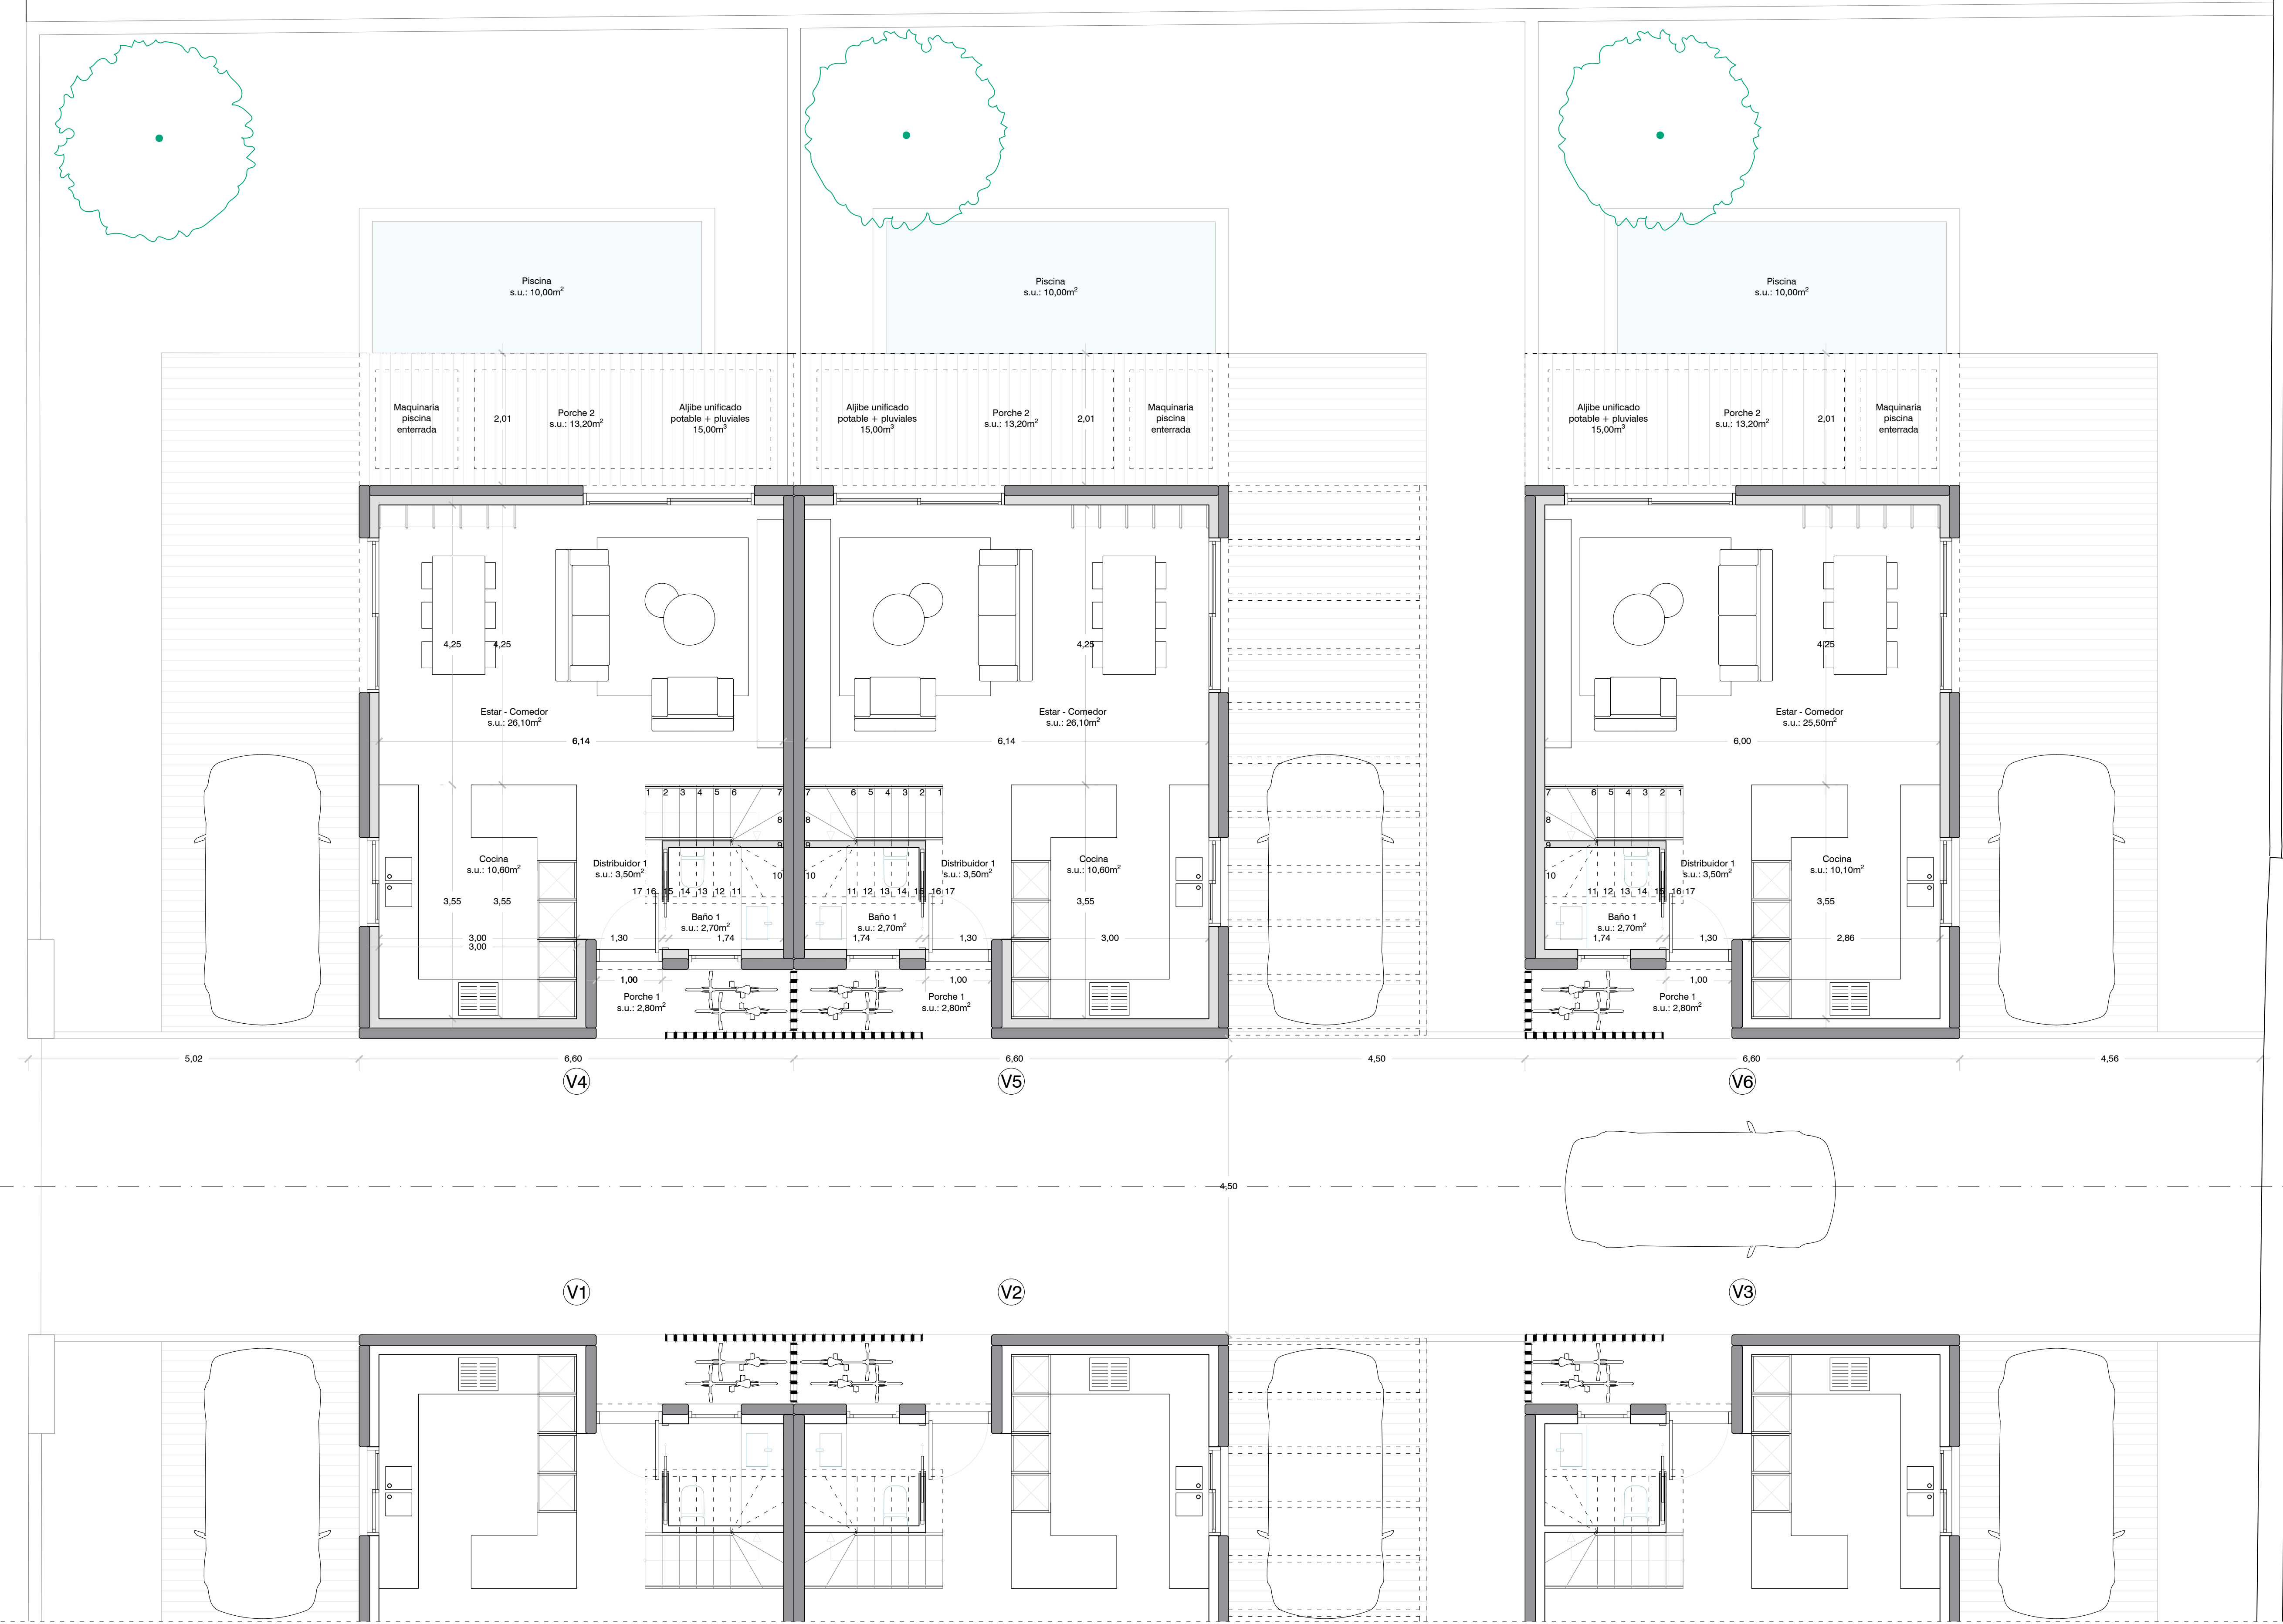 Piscina
s.u.: 10,00m²
Piscina
s.u.: 10,00m²
Piscina
s.u.: 10,00m²
Maquinaria
piscina
enterrada
2,01
Porche 2
s.u.: 13,20m²
Aljibe unificado
potable + pluviales
15,00m³
Aljibe unificado
potable + pluviales
15,00m³
Porche 2
s.u.: 13,20m²
2,01
Maquinaria
piscina
enterrada
Aljibe unificado
potable + pluviales
15,00m³
Porche 2
s.u.: 13,20m²
2,01
Maquinaria
piscina
enterrada
4,25 4,25
4,25
4,25
Estar - Comedor
s.u.: 26,10m²
Estar - Comedor
s.u.: 26,10m²
Estar - Comedor
s.u.: 25,50m²
6,14
6,14
6,00
1 2 3 4 5 6 7
7 6 5 4 3 2 1
7 6 5 4 3 2 1
8 8
8
9 9
9
Cocina
s.u.: 10,60m²
Distribuidor 1
s.u.: 3,50m²
Distribuidor 1
s.u.: 3,50m²
Cocina
s.u.: 10,60m²
Distribuidor 1
s.u.: 3,50m²
Cocina
s.u.: 10,10m²
10 10
10
17 16 15 14 13 12 11
11 12 13 14 15 16 17
11 12 13 14 15 16 17
3,55 3,55
3,55
3,55
Baño 1
s.u.: 2,70m²
Baño 1
s.u.: 2,70m²
Baño 1
s.u.: 2,70m²
3,00 1,30 1,74 1,74 1,30 3,00 1,74 1,30 2,86
3,00
1,00 1,00 1,00
Porche 1
s.u.: 2,80m²
Porche 1
s.u.: 2,80m²
Porche 1
s.u.: 2,80m²
5,02 6,60 6,60 4,50 6,60 4,56
V4 V5 V6
4,50
V1 V2 V3